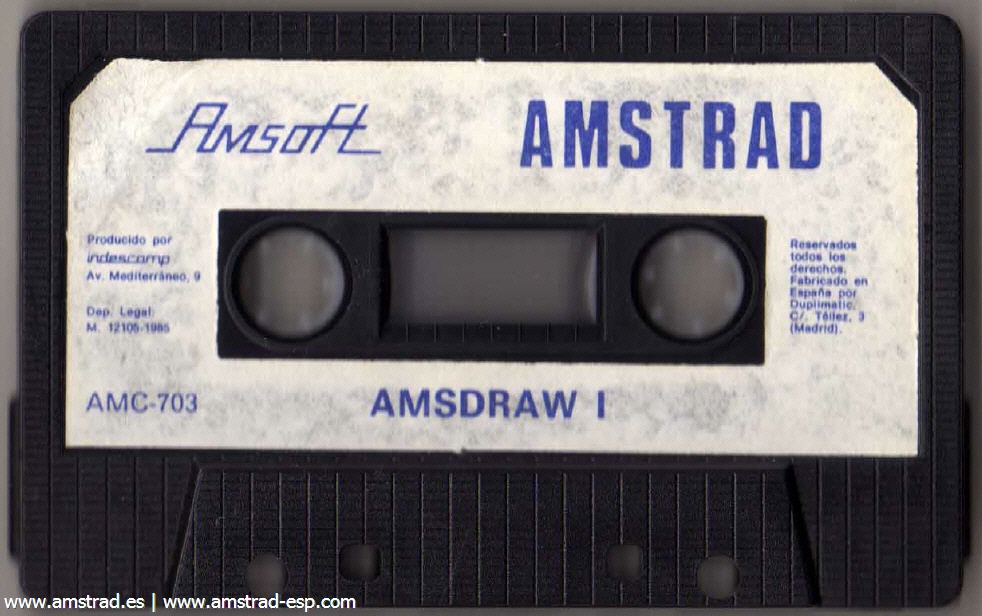 Amsoft
AMSTRAD
Producido por
indescomp
Av. Mediterráneo, 9
Dep. Legal:
M. 12105-1985
Reservados
todos los
derechos.
Fabricado en
España por
Duplimatic.
C/. Téllez, 3
(Madrid).
AMC-703
AMSDRAW I
www.amstrad.es | www.amstrad-esp.com